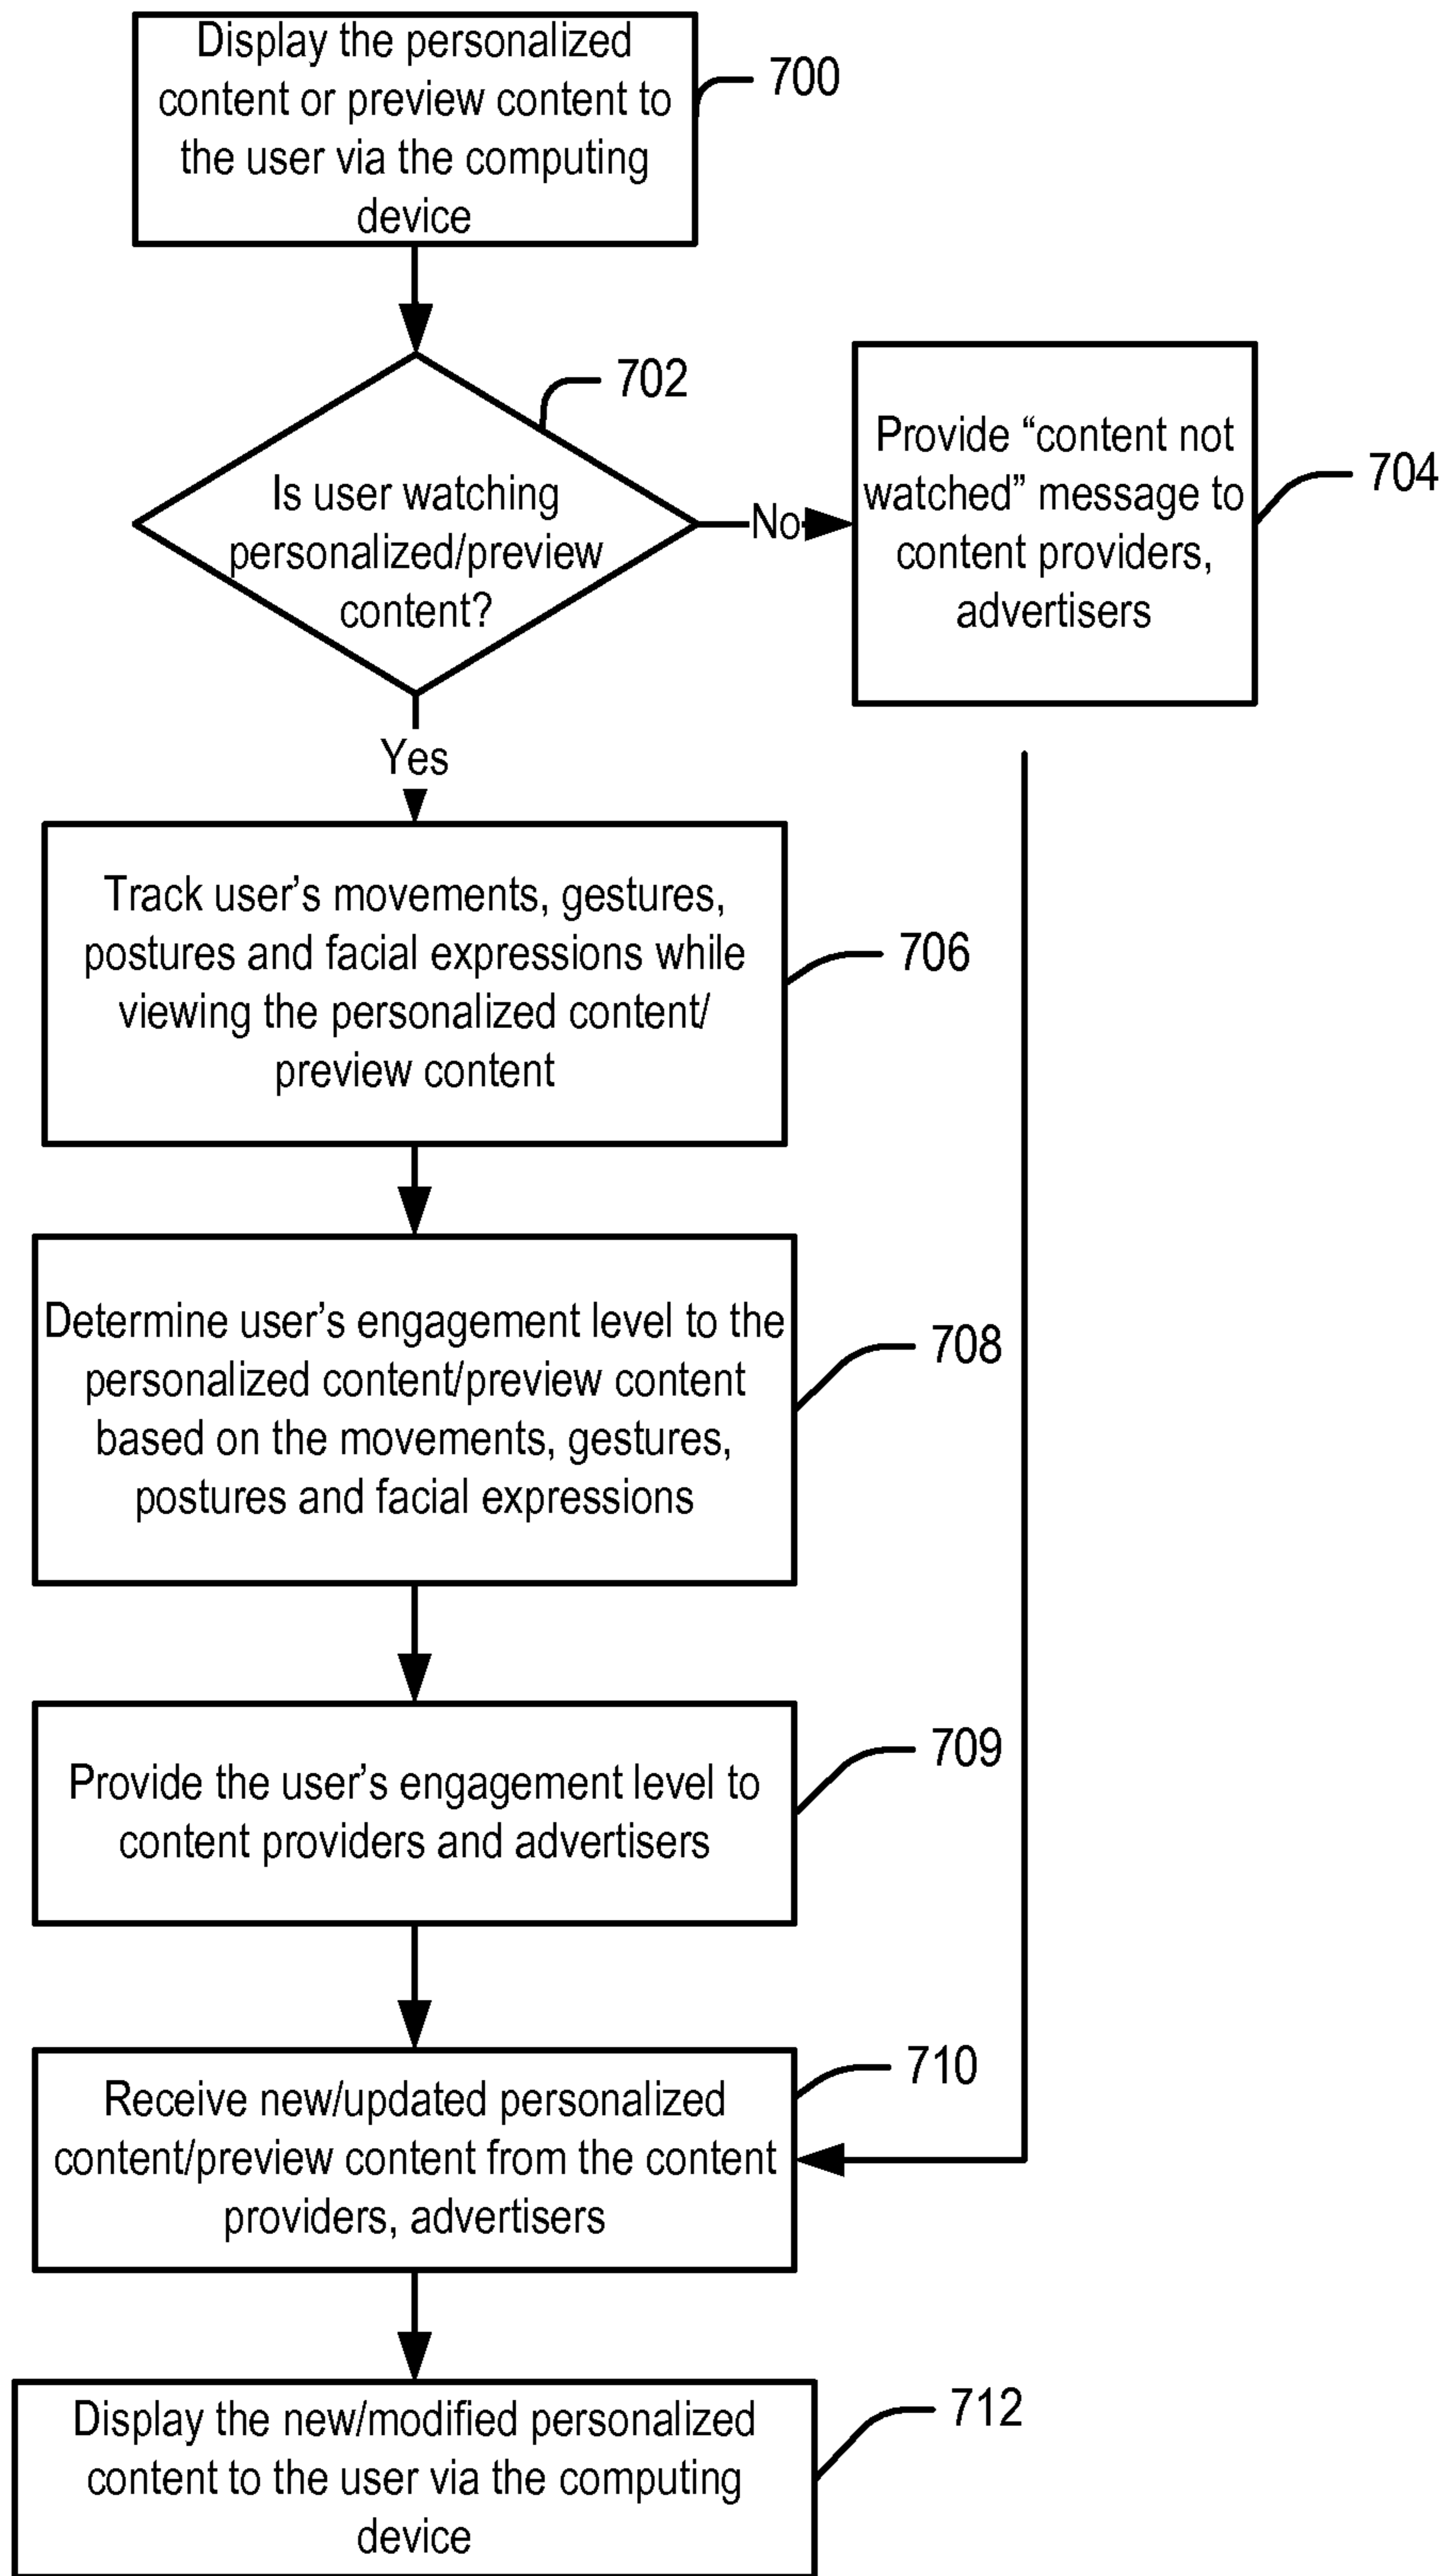 Display the personalized
content or preview content to
the user via the computing
device
700
702
Is user watching
personalized/preview
content?
No
Provide “content not
watched” message to
content providers,
advertisers
704
Yes
Track user’s movements, gestures,
postures and facial expressions while
viewing the personalized content/
preview content
706
Determine user’s engagement level to the
personalized content/preview content
based on the movements, gestures,
postures and facial expressions
708
Provide the user’s engagement level to
content providers and advertisers
709
Receive new/updated personalized
content/preview content from the content
providers, advertisers
710
Display the new/modified personalized
content to the user via the computing
device
712